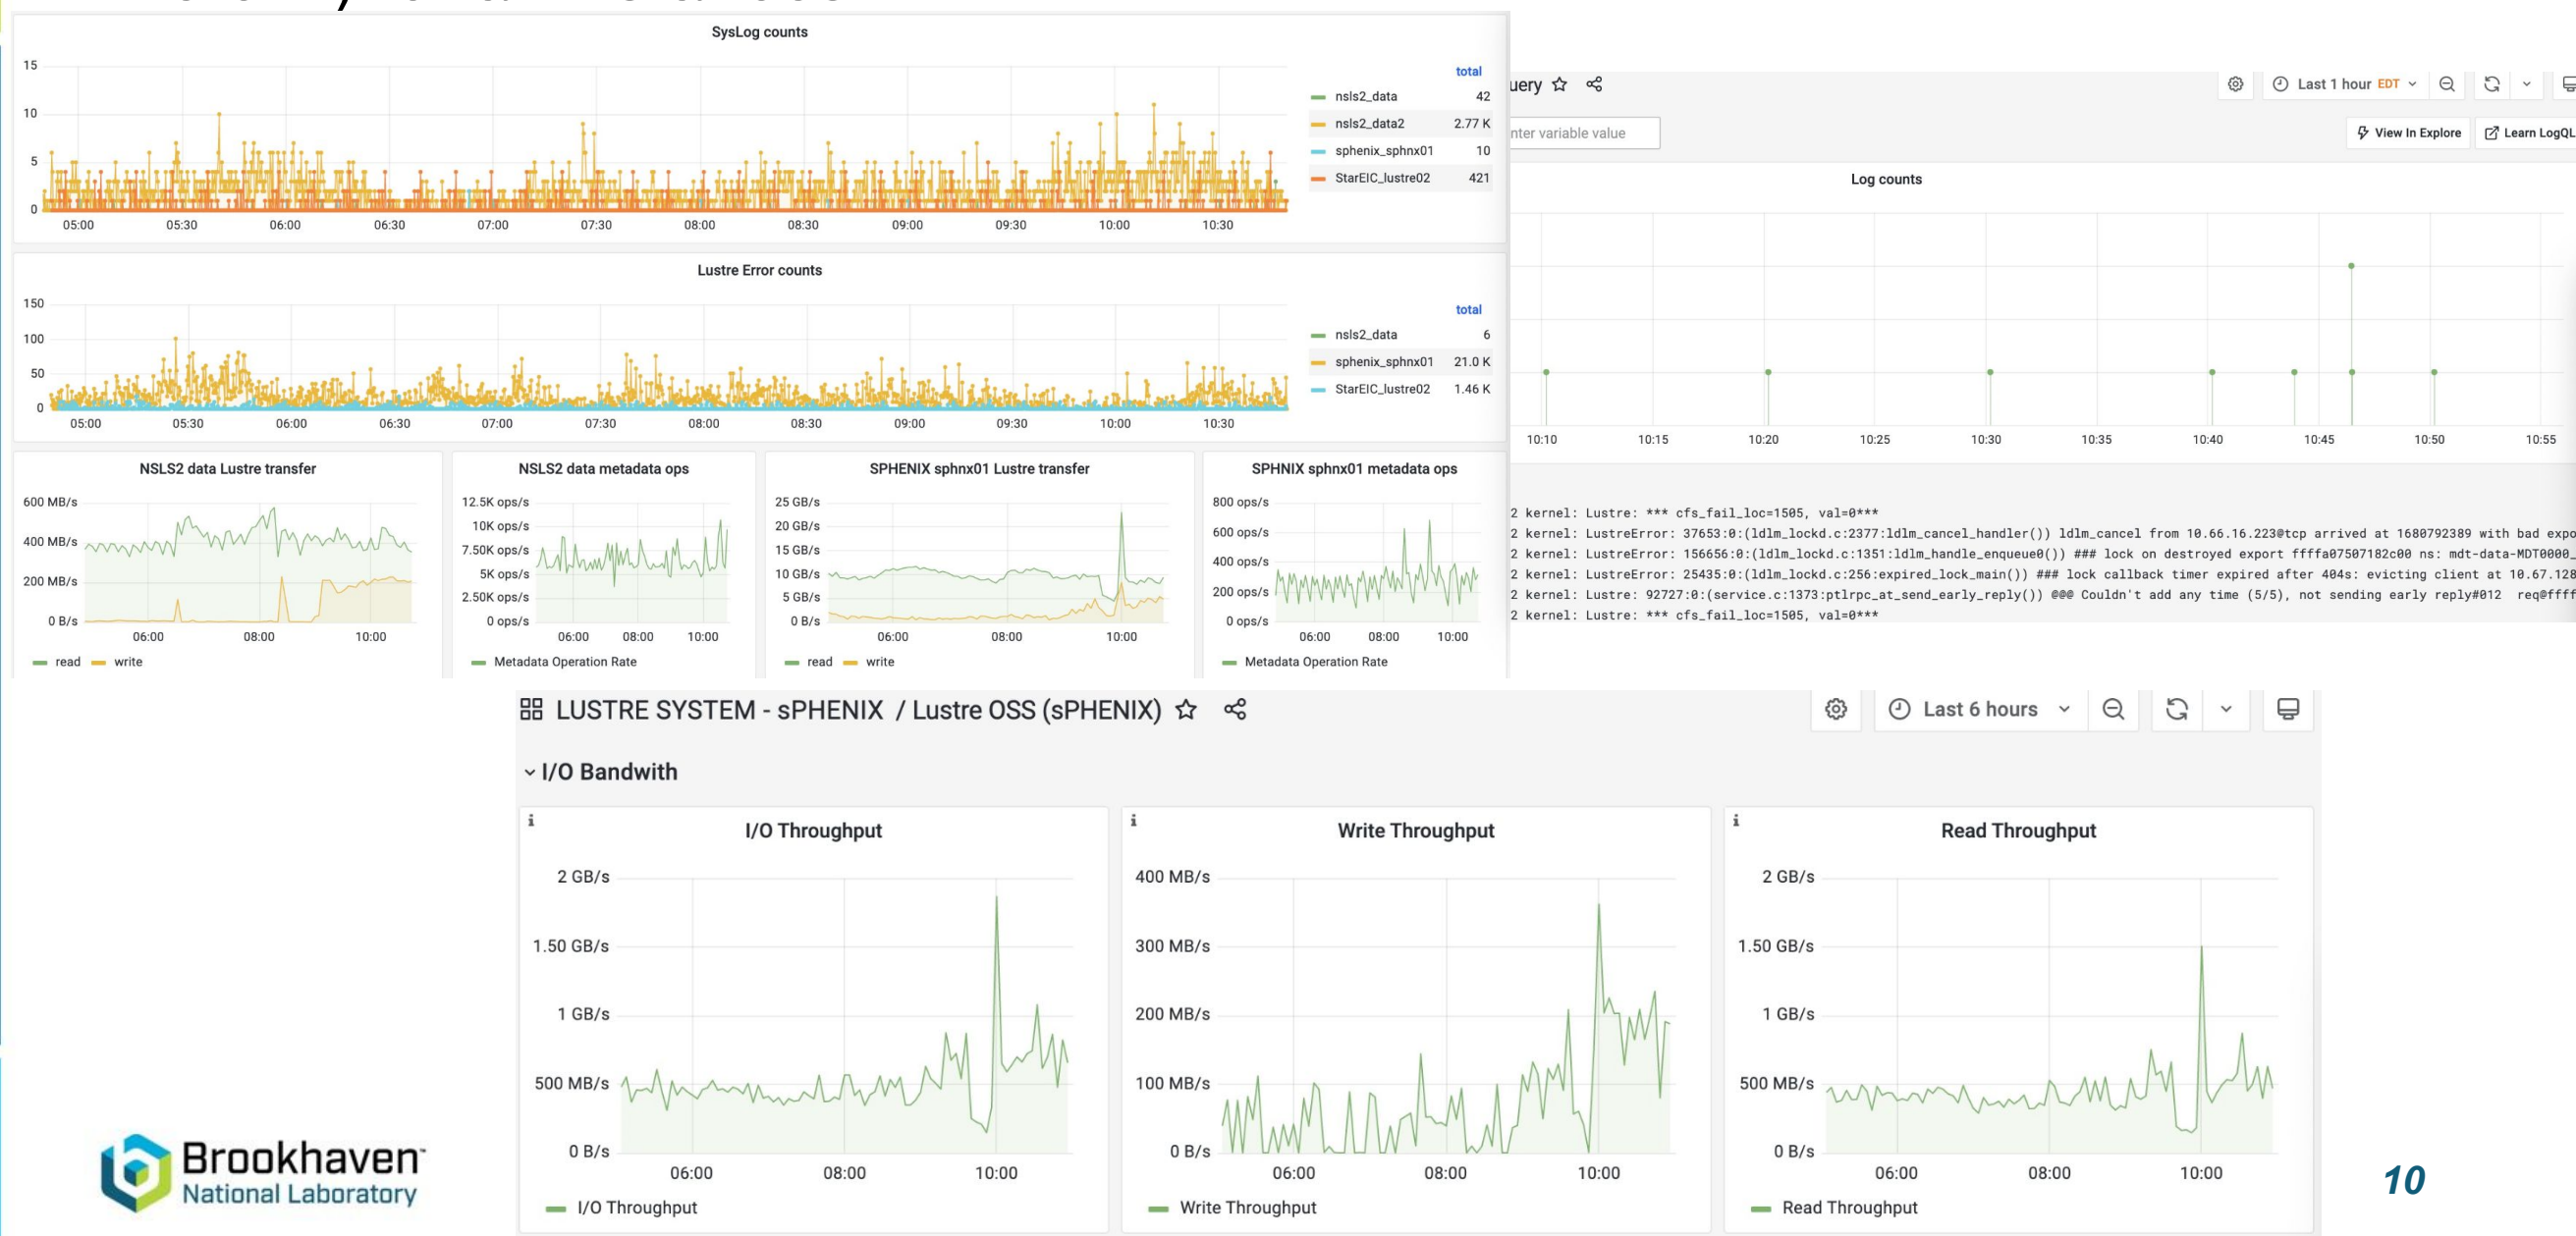 SysLog counts
15
10
5
0
05:00 05:30 06:00 06:30 07:00 07:30 08:00 08:30 09:00 09:30 10:00 10:30
total
nsls2_data 42
nsls2_data2 2.77 K
sphenix_sphnx01 10
StarEIC_lustre02 421
Lustre Error counts
150
100
50
0
05:00 05:30 06:00 06:30 07:00 07:30 08:00 08:30 09:00 09:30 10:00 10:30
total
nsls2_data 6
sphenix_sphnx01 21.0 K
StarEIC_lustre02 1.46 K
NSLS2 data Lustre transfer
600 MB/s
400 MB/s
200 MB/s
0 B/s
06:00 08:00 10:00
read write
NSLS2 data metadata ops
12.5K ops/s
10K ops/s
7.50K ops/s
5K ops/s
2.50K ops/s
0 ops/s
06:00 08:00 10:00
Metadata Operation Rate
SPHENIX sphnx01 Lustre transfer
25 GB/s
20 GB/s
15 GB/s
10 GB/s
5 GB/s
0 B/s
06:00 08:00 10:00
read write
SPHNIX sphnx01 metadata ops
800 ops/s
600 ops/s
400 ops/s
200 ops/s
0 ops/s
06:00 08:00 10:00
Metadata Operation Rate
uery
Last 1 hour EDT
nter variable value
View In Explore Learn LogQL
Log counts
10:10 10:15 10:20 10:25 10:30 10:35 10:40 10:45 10:50 10:55
2 kernel: Lustre: *** cfs_fail_loc=1505, val=0***
2 kernel: LustreError: 37653:0:(ldlm_lockd.c:2377:ldlm_cancel_handler()) ldlm_cancel from 10.66.16.223@tcp arrived at 1680792389 with bad expo
2 kernel: LustreError: 156656:0:(ldlm_lockd.c:1351:ldlm_handle_enqueue0()) ### lock on destroyed export ffffa07507182c00 ns: mdt-data-MDT0000_
2 kernel: LustreError: 25435:0:(ldlm_lockd.c:256:expired_lock_main()) ### lock callback timer expired after 404s: evicting client at 10.67.128
2 kernel: Lustre: 92727:0:(service.c:1373:ptlrpc_at_send_early_reply()) @@@ Couldn't add any time (5/5), not sending early reply#012 req@ffff
2 kernel: Lustre: *** cfs_fail_loc=1505, val=0***
LUSTRE SYSTEM - sPHENIX / Lustre OSS (sPHENIX)
Last 6 hours
I/O Bandwith
I/O Throughput
2 GB/s
1.50 GB/s
1 GB/s
500 MB/s
0 B/s
06:00 08:00 10:00
I/O Throughput
Write Throughput
400 MB/s
300 MB/s
200 MB/s
100 MB/s
0 B/s
06:00 08:00 10:00
Write Throughput
Read Throughput
2 GB/s
1.50 GB/s
1 GB/s
500 MB/s
0 B/s
06:00 08:00 10:00
Read Throughput
Brookhaven™
National Laboratory
10